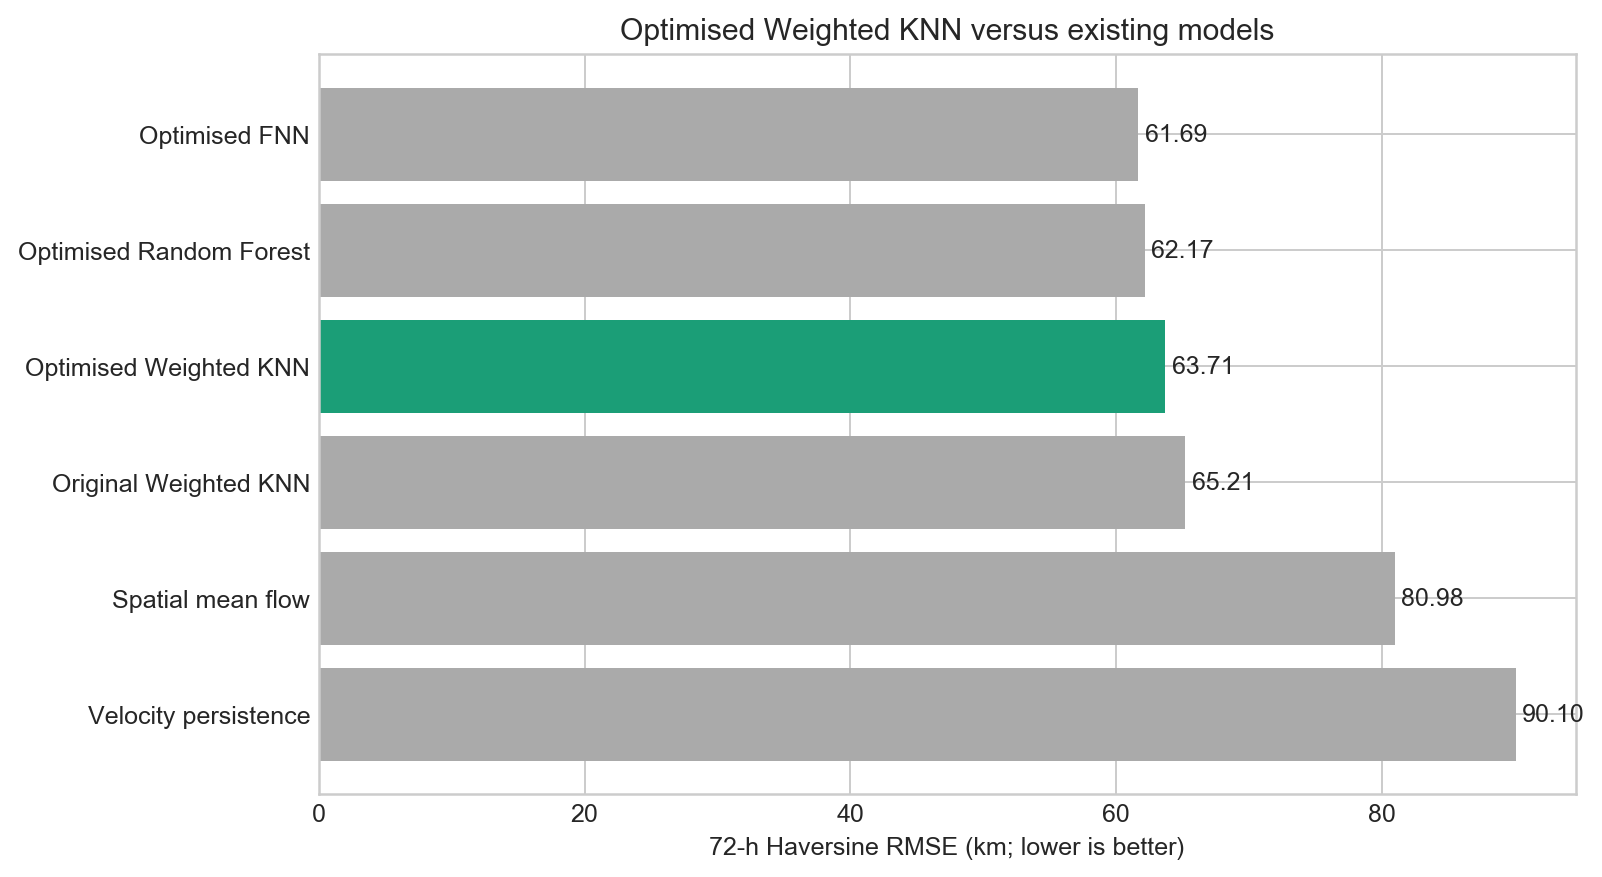 Optimised Weighted KNN versus existing models
Optimised FNN
61.69
Optimised Random Forest
62.17
Optimised Weighted KNN
63.71
Original Weighted KNN
65.21
Spatial mean flow
80.98
Velocity persistence
90.10
0 20 40 60 80
72-h Haversine RMSE (km; lower is better)